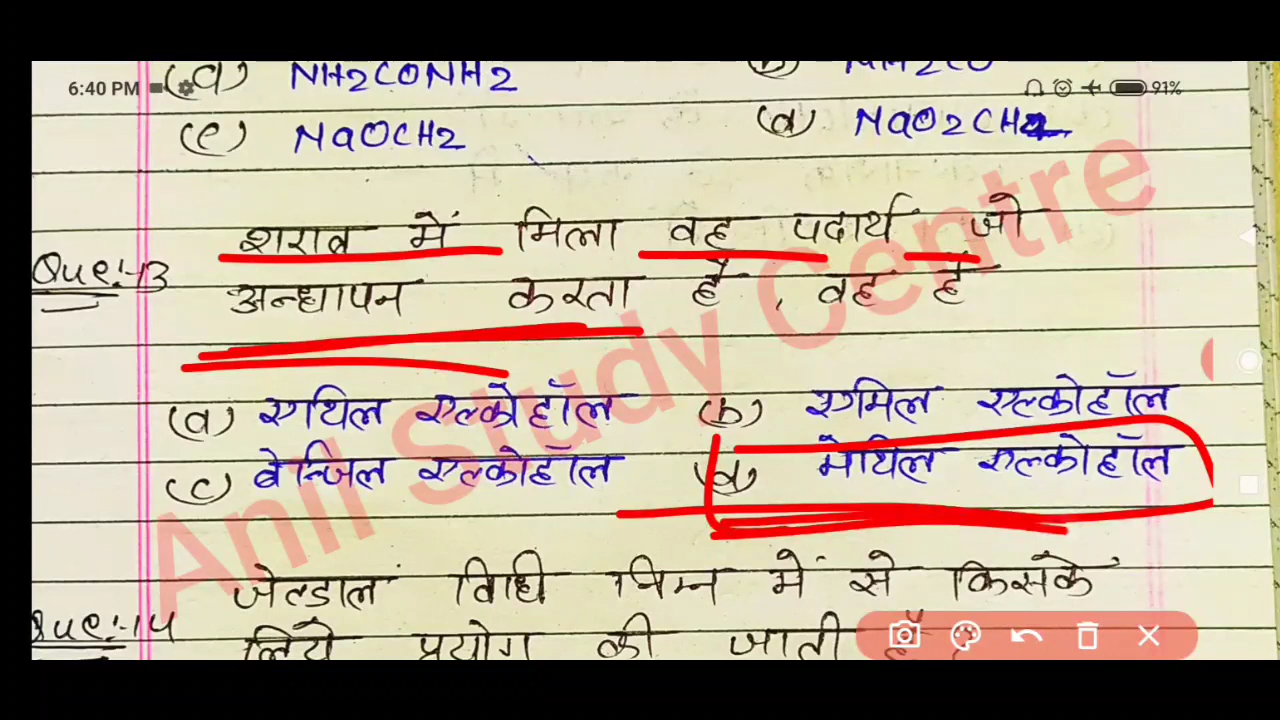 6:40 PM
91%
(a) NH2CONH2
(c) NaOCH2 (d) NaO2CH2
Que:-13 शराब में मिला वह पदार्थ जो
अन्धापन करता है, वह है
(a) एथिल एल्कोहॉल (b) एमिल एल्कोहॉल
(c) बेन्जिल एल्कोहॉल (d) मेथिल एल्कोहॉल
Que:-14 जेल्डाल विधी निम्न में से किसके
लिये प्रयोग की जाती है ?
Anil Study Centre